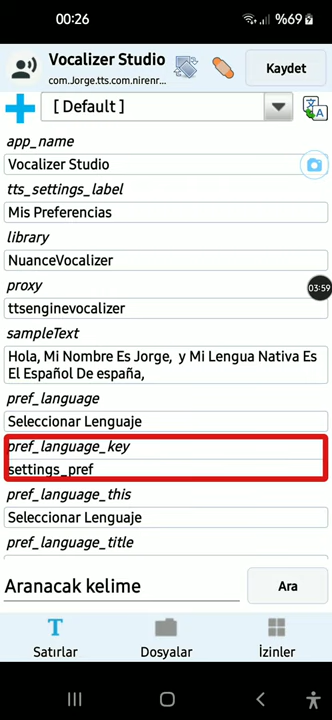 00:26
%69
Vocalizer Studio
com.Jorge.tts.com.nirenr...
Kaydet
[ Default ]
app_name
Vocalizer Studio
tts_settings_label
Mis Preferencias
library
NuanceVocalizer
proxy
03:59
ttsenginevocalizer
sampleText
Hola, Mi Nombre Es Jorge, y Mi Lengua Nativa Es
El Español De españa,
pref_language
Seleccionar Lenguaje
pref_language_key
settings_pref
pref_language_this
Seleccionar Lenguaje
pref_language_title
Aranacak kelime
Ara
Satırlar
Dosyalar
İzinler